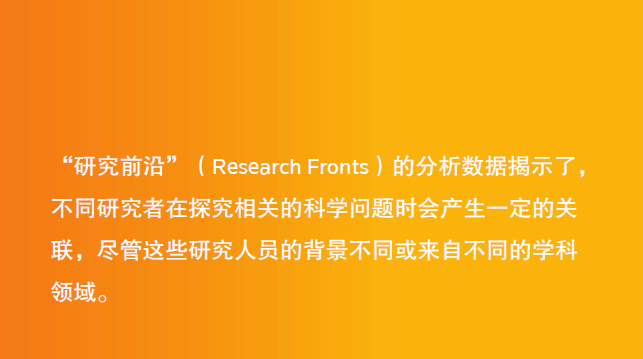 “研究前沿”（Research Fronts）的分析数据揭示了，
不同研究者在探究相关的科学问题时会产生一定的关
联，尽管这些研究人员的背景不同或来自不同的学科
领域。